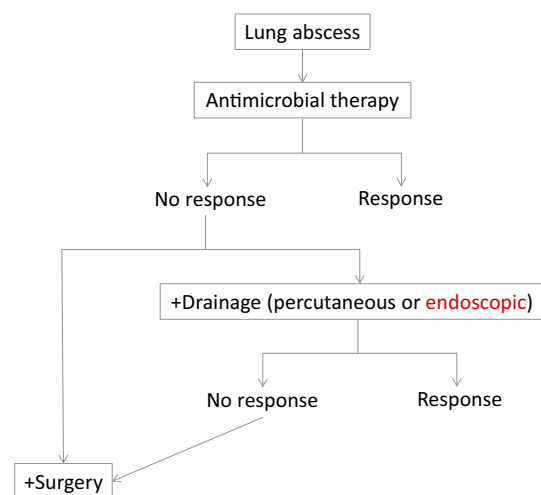 Lung abscess
Antimicrobial therapy
No response
Response
+Drainage (percutaneous or endoscopic)
No response
Response
+Surgery